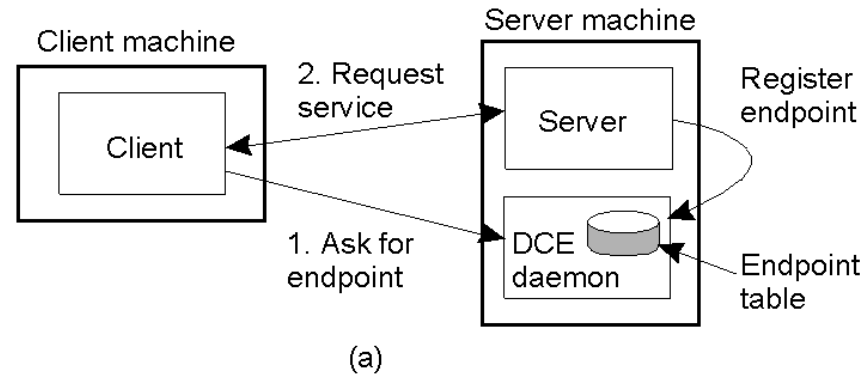 Client machine
Server machine
2. Request
service
Register
endpoint
Client
Server
1. Ask for
endpoint
DCE
daemon
Endpoint
table
(a)